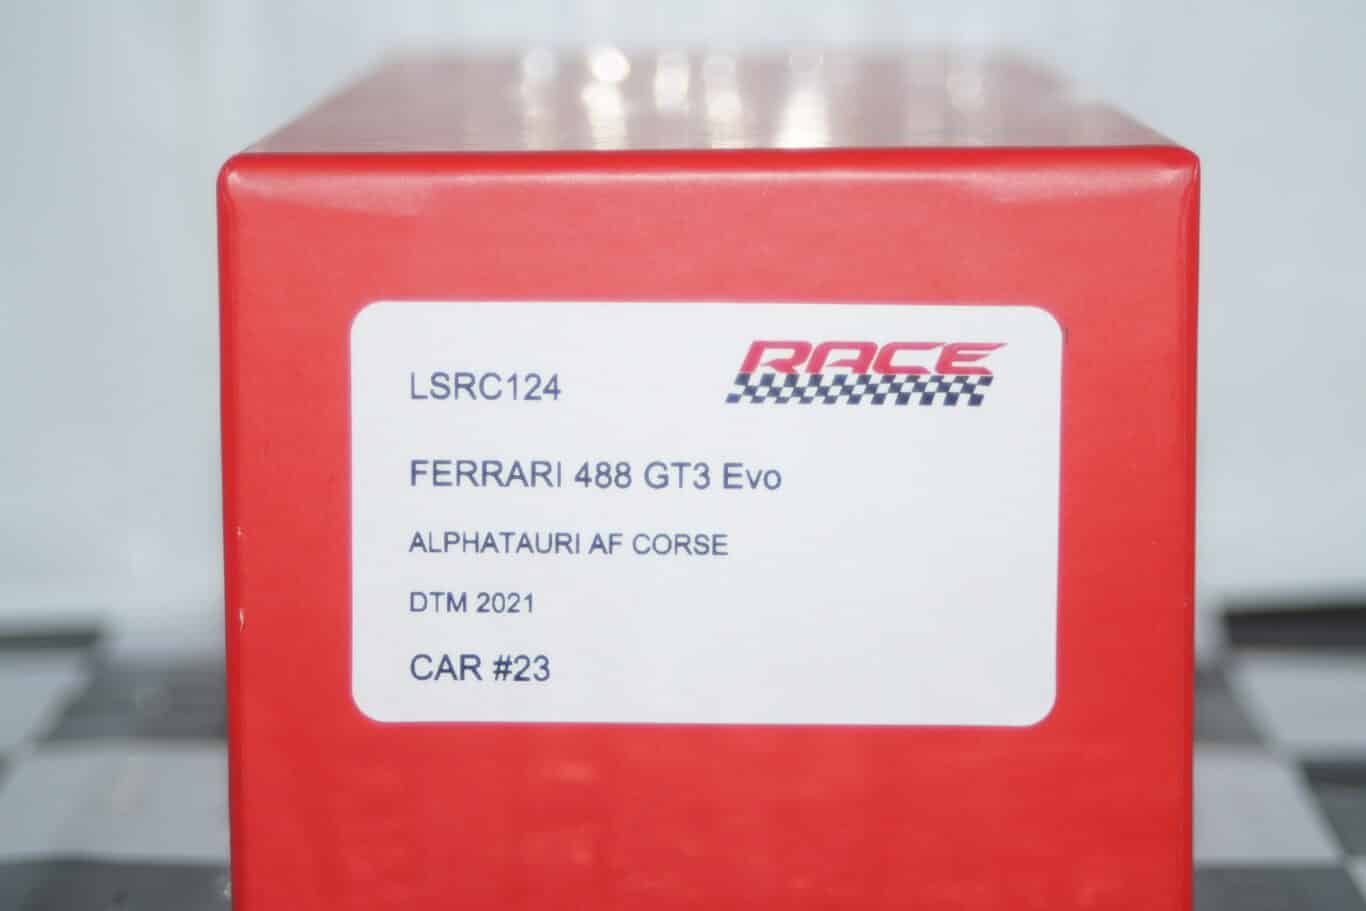 RACE
LSRC124
FERRARI 488 GT3 Evo
ALPHATAURI AF CORSE
DTM 2021
CAR #23